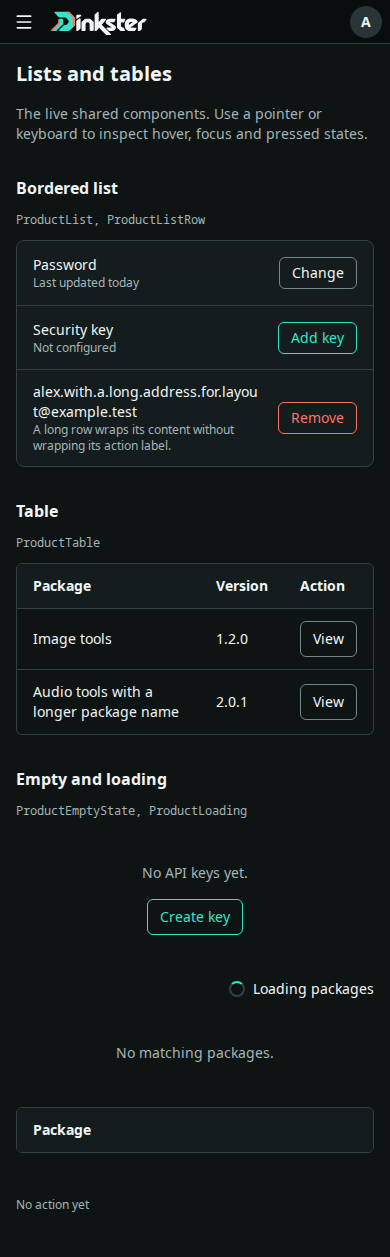 ☰ Dinkster A
Lists and tables
The live shared components. Use a pointer or
keyboard to inspect hover, focus and pressed states.
Bordered list
ProductList, ProductListRow
Password
Last updated today
Change
Security key
Not configured
Add key
alex.with.a.long.address.for.layou
t@example.test
A long row wraps its content without
wrapping its action label.
Remove
Table
ProductTable
Package Version Action
Image tools 1.2.0 View
Audio tools with a
longer package name
2.0.1 View
Empty and loading
ProductEmptyState, ProductLoading
No API keys yet.
Create key
Loading packages
No matching packages.
Package
No action yet